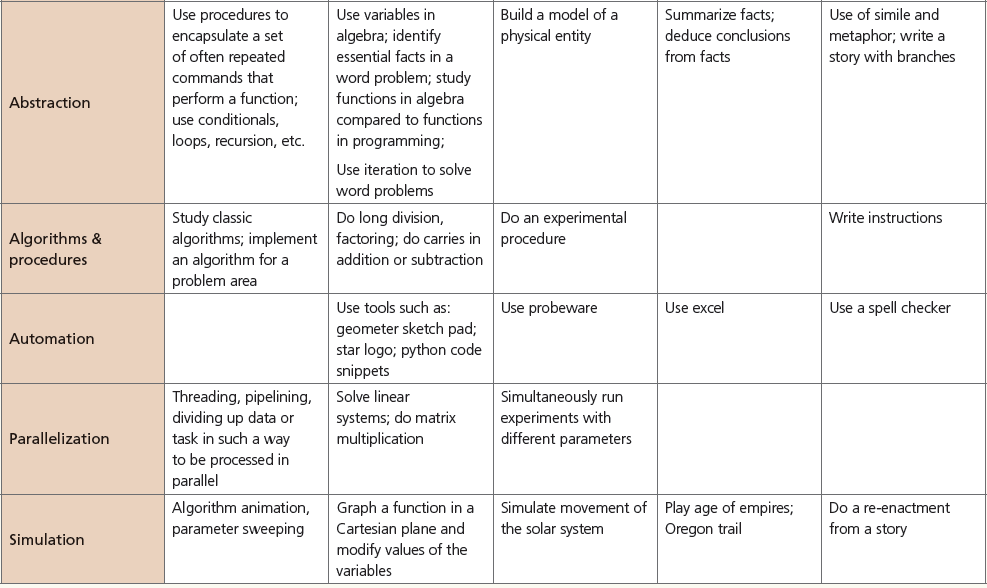 Abstraction
Use procedures to
encapsulate a set
of often repeated
commands that
perform a function;
use conditionals,
loops, recursion, etc.
Use variables in
algebra; identify
essential facts in a
word problem; study
functions in algebra
compared to functions
in programming;
Use iteration to solve
word problems
Build a model of a
physical entity
Summarize facts;
deduce conclusions
from facts
Use of simile and
metaphor; write a
story with branches
Algorithms &
procedures
Study classic
algorithms; implement
an algorithm for a
problem area
Do long division,
factoring; do carries in
addition or subtraction
Do an experimental
procedure
Write instructions
Automation
Use tools such as:
geometer sketch pad;
star logo; python code
snippets
Use probeware
Use excel
Use a spell checker
Parallelization
Threading, pipelining,
dividing up data or
task in such a way
to be processed in
parallel
Solve linear
systems; do matrix
multiplication
Simultaneously run
experiments with
different parameters
Simulation
Algorithm animation,
parameter sweeping
Graph a function in a
Cartesian plane and
modify values of the
variables
Simulate movement of
the solar system
Play age of empires;
Oregon trail
Do a re-enactment
from a story